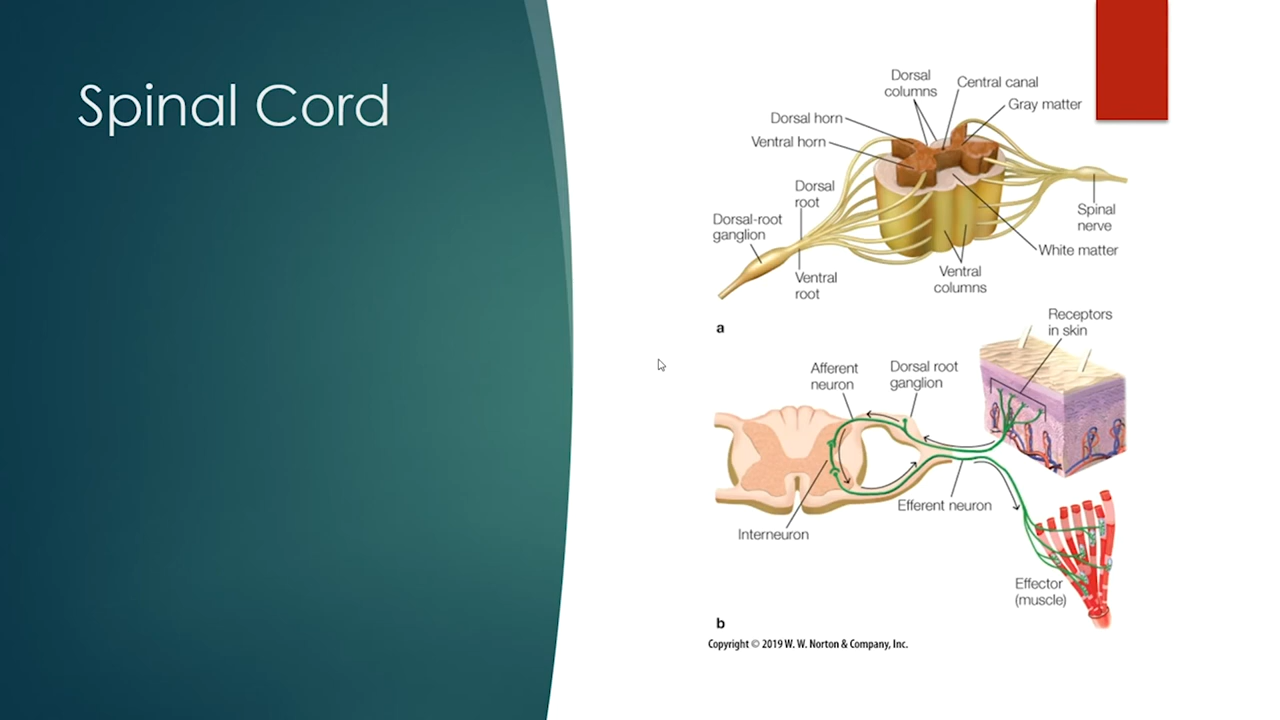 Spinal Cord
Dorsal
columns
Central canal
Gray matter
Dorsal horn
Ventral horn
Dorsal
root
Dorsal-root
ganglion
Spinal
nerve
White matter
Ventral
root
Ventral
columns
a
Receptors
in skin
Afferent
neuron
Dorsal root
ganglion
Efferent neuron
Interneuron
Effector
(muscle)
b
Copyright © 2019 W. W. Norton & Company, Inc.